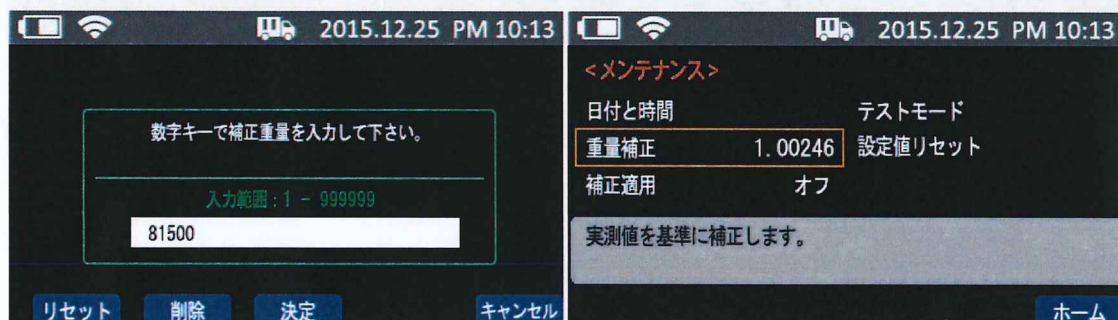 2015.12.25 PM 10:13
数字キーで補正重量を入力して下さい。
入力範囲:1 - 999999
81500
リセット 削除 決定 キャンセル
2015.12.25 PM 10:13
<メンテナンス>
日付と時間 テストモード
重量補正 1.00246 設定値リセット
補正適用 オフ
実測値を基準に補正します。
ホーム